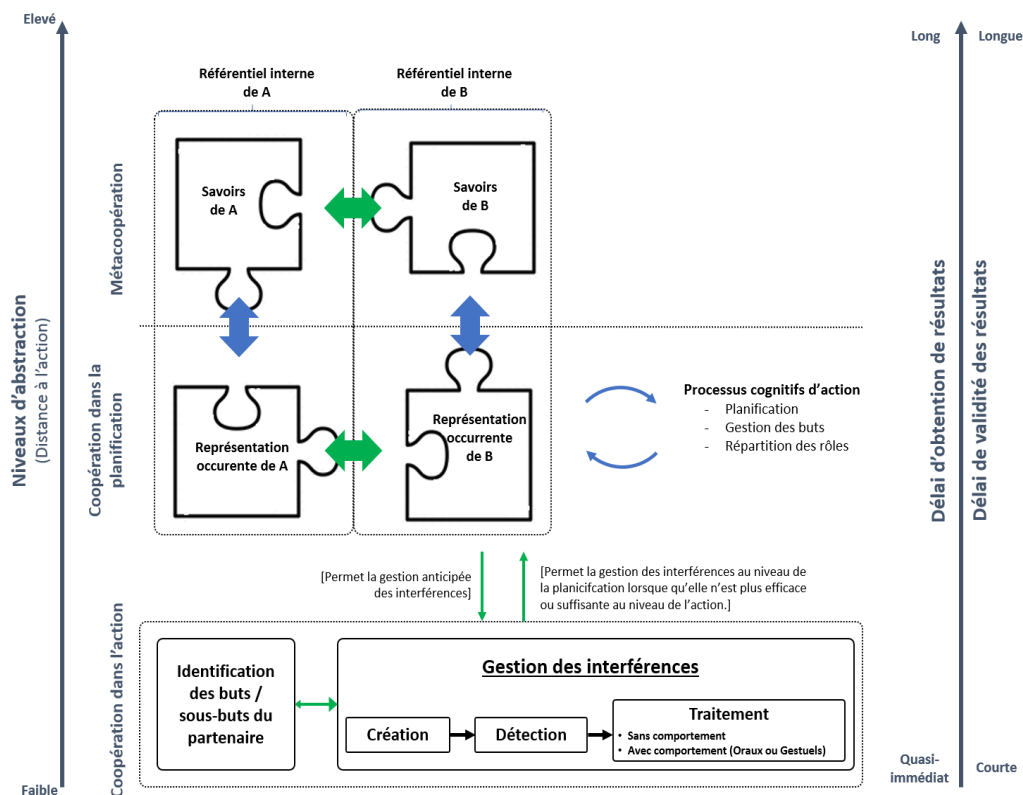 Elevé
Long
Longue
Référentiel interne
de A
Référentiel interne
de B
Métacoopération
Savoirs
de A
Savoirs
de B
Niveaux d'abstraction
(Distance à l'action)
Délai d'obtention de résultats
Délai de validité des résultats
Coopération dans la
planification
Représentation
occurente de A
Représentation
occurrente
de B
Processus cognitifs d'action
- Planification
- Gestion des buts
- Répartition des rôles
[Permet la gestion anticipée
des interférences]
[Permet la gestion des interférences au niveau de
la planicifcation lorsque qu'elle n'est plus efficace
ou suffisante au niveau de l'action.]
Coopération dans l'action
Identification
des buts /
sous-buts du
partenaire
Gestion des interférences
Création
Détection
Traitement
• Sans comportement
• Avec comportement (Oraux ou Gestuels)
Quasi-
immédiat
Courte
Faible